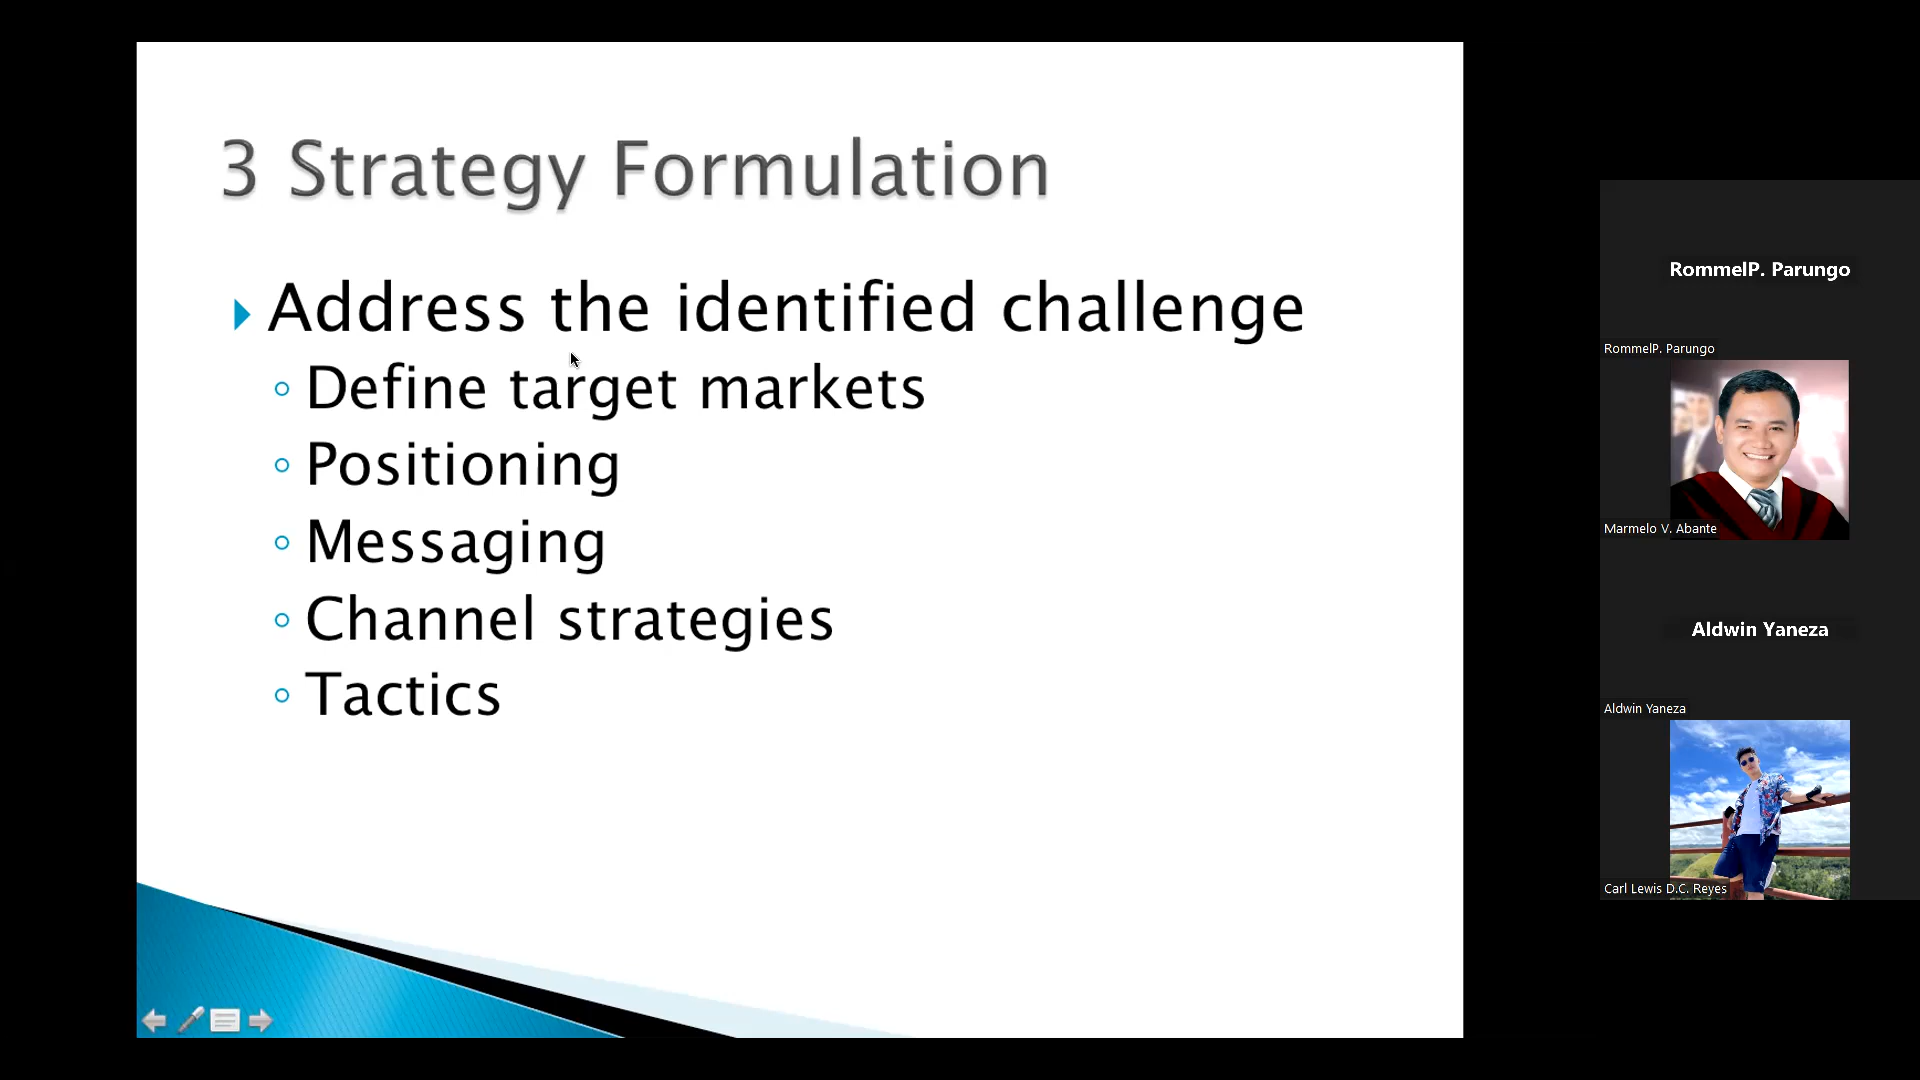 3 Strategy Formulation
Address the identified challenge
Define target markets
Positioning
Messaging
Channel strategies
Tactics
RommelP. Parungo
RommelP. Parungo
Marmelo V. Abante
Aldwin Yaneza
Aldwin Yaneza
Carl Lewis D.C. Reyes